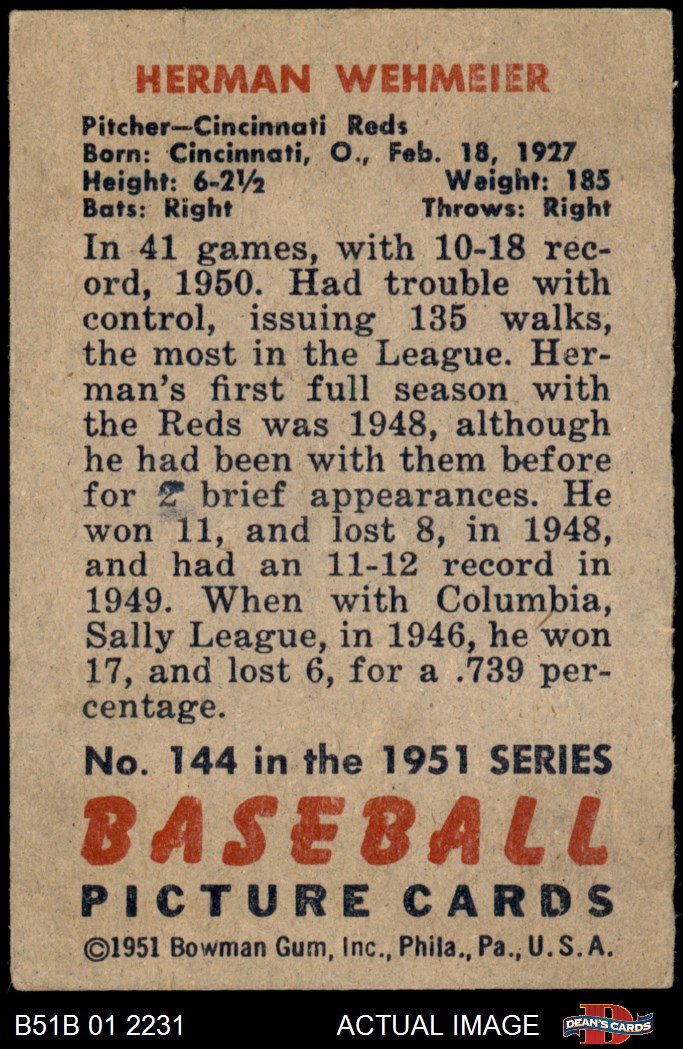 HERMAN WEHMEIER
Pitcher—Cincinnati Reds
Born: Cincinnati, O., Feb. 18, 1927
Height: 6-2½ Weight: 185
Bats: Right Throws: Right
In 41 games, with 10-18 rec-
ord, 1950. Had trouble with
control, issuing 135 walks,
the most in the League. Her-
man's first full season with
the Reds was 1948, although
he had been with them before
for 2 brief appearances. He
won 11, and lost 8, in 1948,
and had an 11-12 record in
1949. When with Columbia,
Sally League, in 1946, he won
17, and lost 6, for a .739 per-
centage.
No. 144 in the 1951 SERIES
BASEBALL
PICTURE CARDS
©1951 Bowman Gum, Inc., Phila., Pa., U.S.A.
B51B 01 2231 ACTUAL IMAGE D DEAN'S CARDS